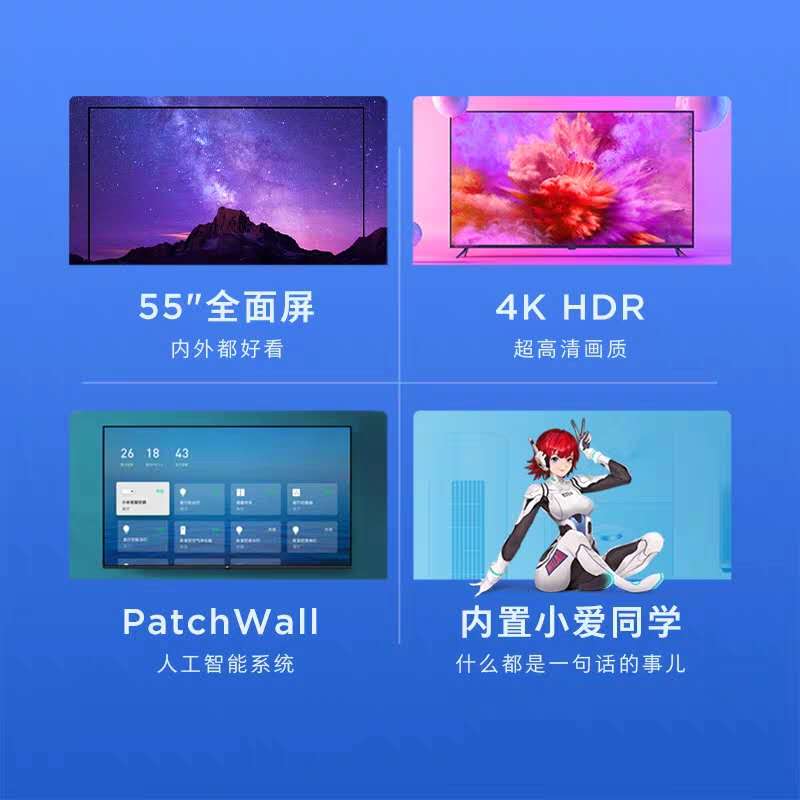 55"全面屏
内外都好看
4K HDR
超高清画质
26 18 43
PatchWall
人工智能系统
内置小爱同学
什么都是一句话的事儿